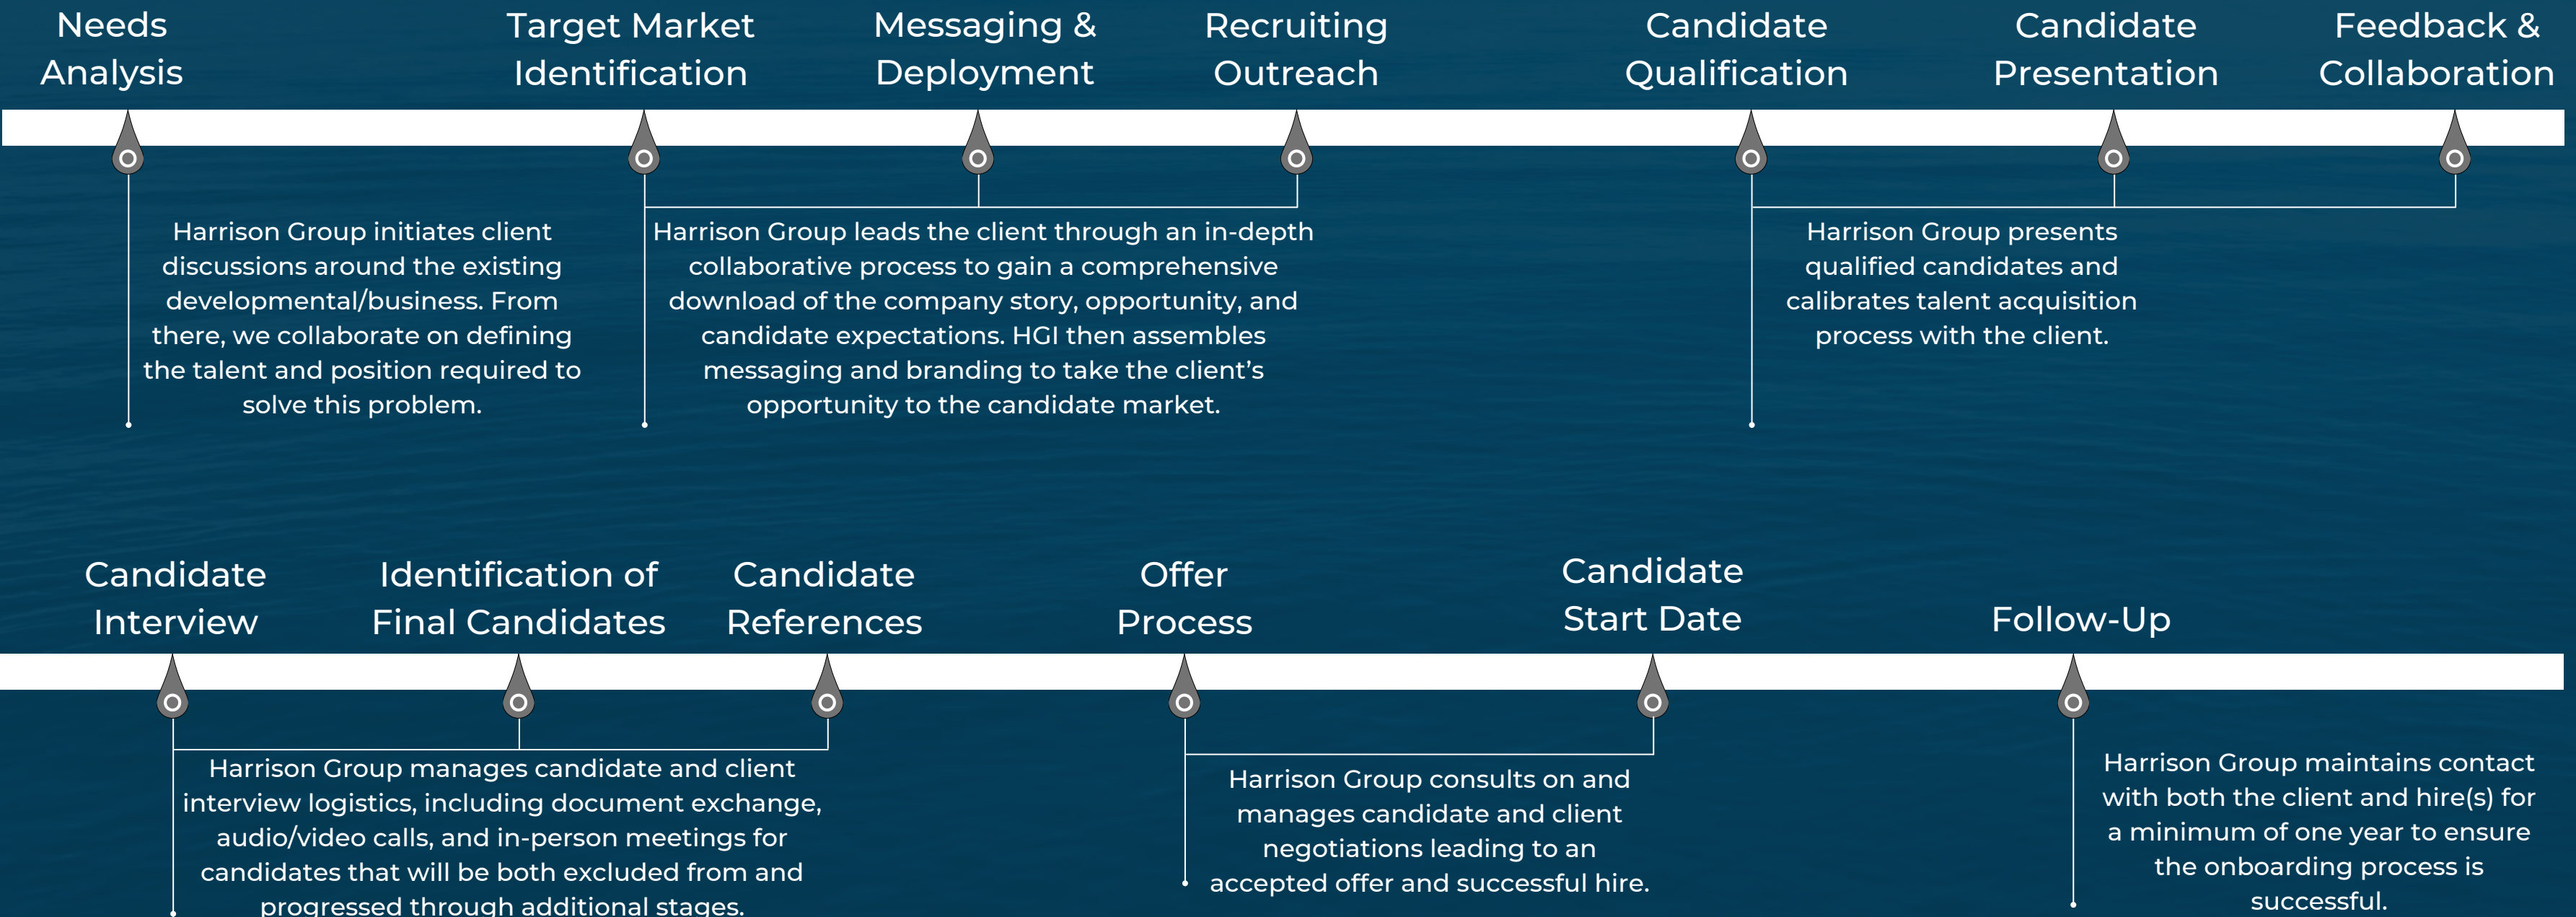 Needs
Analysis
Target Market
Identification
Messaging &
Deployment
Recruiting
Outreach
Candidate
Qualification
Candidate
Presentation
Feedback &
Collaboration
Harrison Group initiates client
discussions around the existing
developmental/business. From
there, we collaborate on defining
the talent and position required to
solve this problem.
Harrison Group leads the client through an in-depth
collaborative process to gain a comprehensive
download of the company story, opportunity, and
candidate expectations. HGI then assembles
messaging and branding to take the client’s
opportunity to the candidate market.
Harrison Group presents
qualified candidates and
calibrates talent acquisition
process with the client.
Candidate
Interview
Identification of
Final Candidates
Candidate
References
Offer
Process
Candidate
Start Date
Follow-Up
Harrison Group manages candidate and client
interview logistics, including document exchange,
audio/video calls, and in-person meetings for
candidates that will be both excluded from and
progressed through additional stages.
Harrison Group consults on and
manages candidate and client
negotiations leading to an
accepted offer and successful hire.
Harrison Group maintains contact
with both the client and hire(s) for
a minimum of one year to ensure
the onboarding process is
successful.